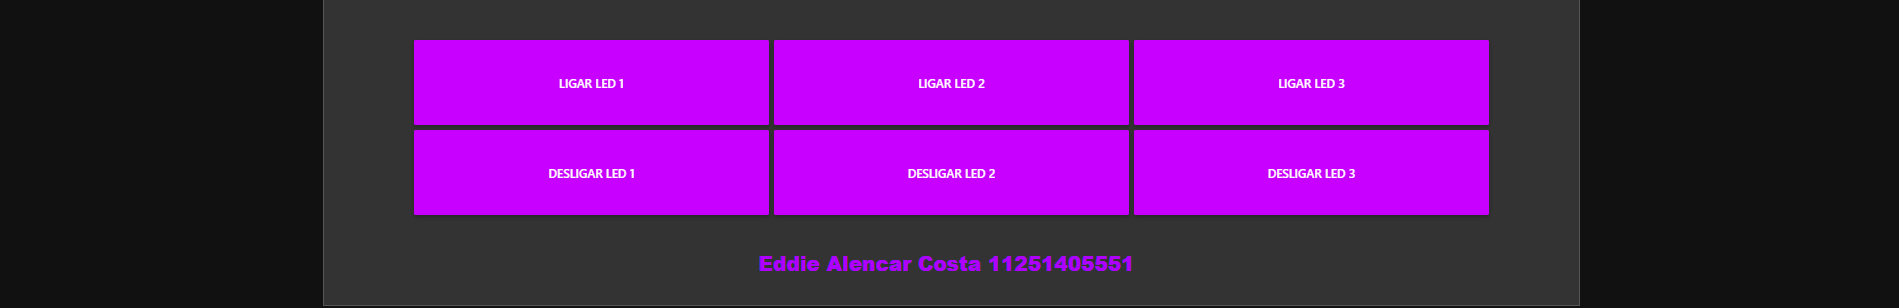 LIGAR LED 1 LIGAR LED 2 LIGAR LED 3
DESLIGAR LED 1 DESLIGAR LED 2 DESLIGAR LED 3
Eddie Alencar Costa 11251405551